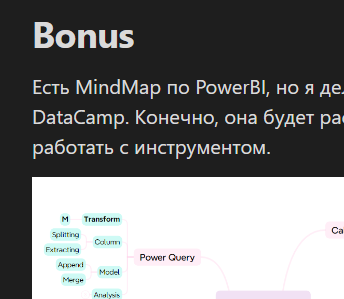 Bonus
Есть MindMap по PowerBI, но я де
DataCamp. Конечно, она будет ра
работать с инструментом.
M Transform
Splitting
Column
Extracting
Power Query
Append
Model
Merge
Analysis
Ca